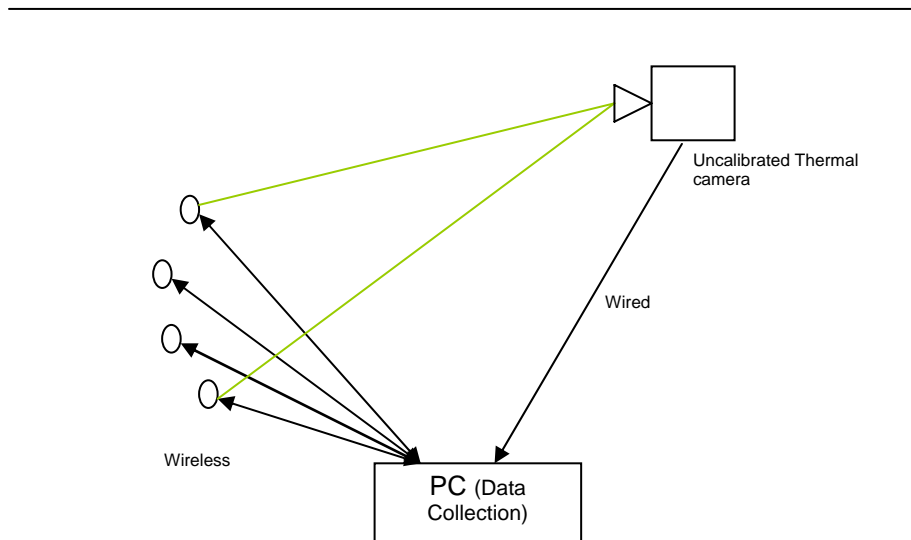 Uncalibrated Thermal
camera
Wired
Wireless
PC (Data
Collection)